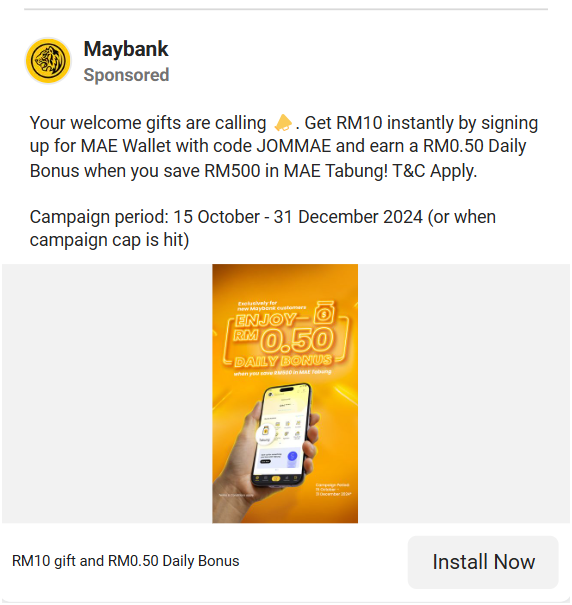 Maybank
Sponsored
Your welcome gifts are calling 📣. Get RM10 instantly by signing
up for MAE Wallet with code JOMMAE and earn a RM0.50 Daily
Bonus when you save RM500 in MAE Tabung! T&C Apply.
Campaign period: 15 October - 31 December 2024 (or when
campaign cap is hit)
Exclusively for
new Maybank customers
ENJOY
RM 0.50
DAILY BONUS
when you save RM500 in MAE Tabung
Campaign Period:
15 October -
31 December 2024*
RM10 gift and RM0.50 Daily Bonus
Install Now